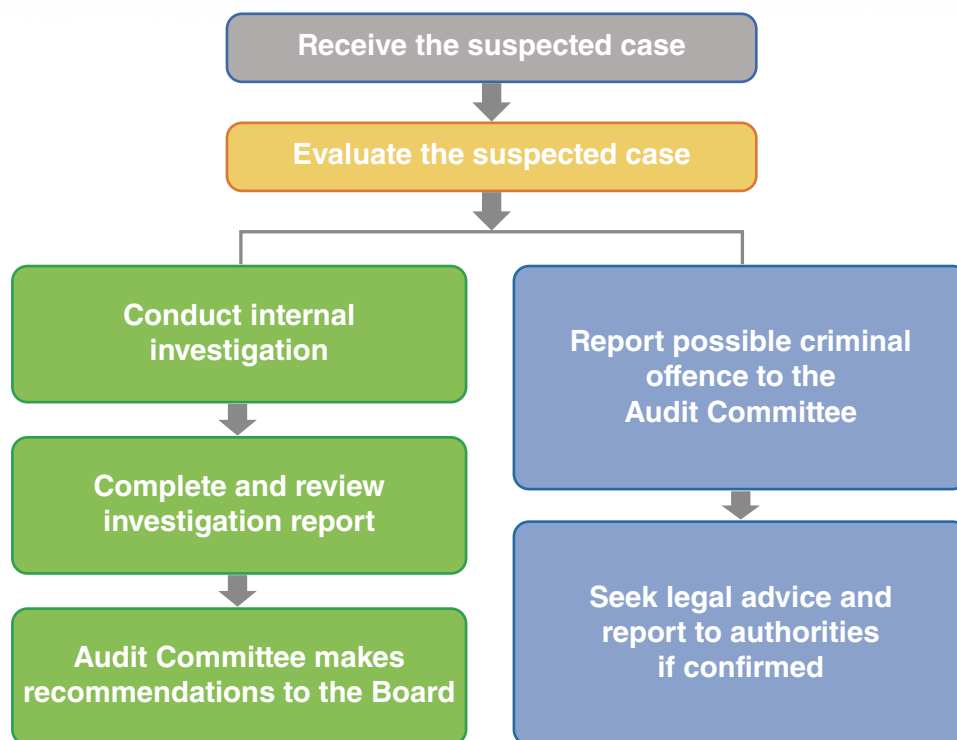 Receive the suspected case
Evaluate the suspected case
Conduct internal
investigation
Complete and review
investigation report
Audit Committee makes
recommendations to the Board
Report possible criminal
offence to the
Audit Committee
Seek legal advice and
report to authorities
if confirmed